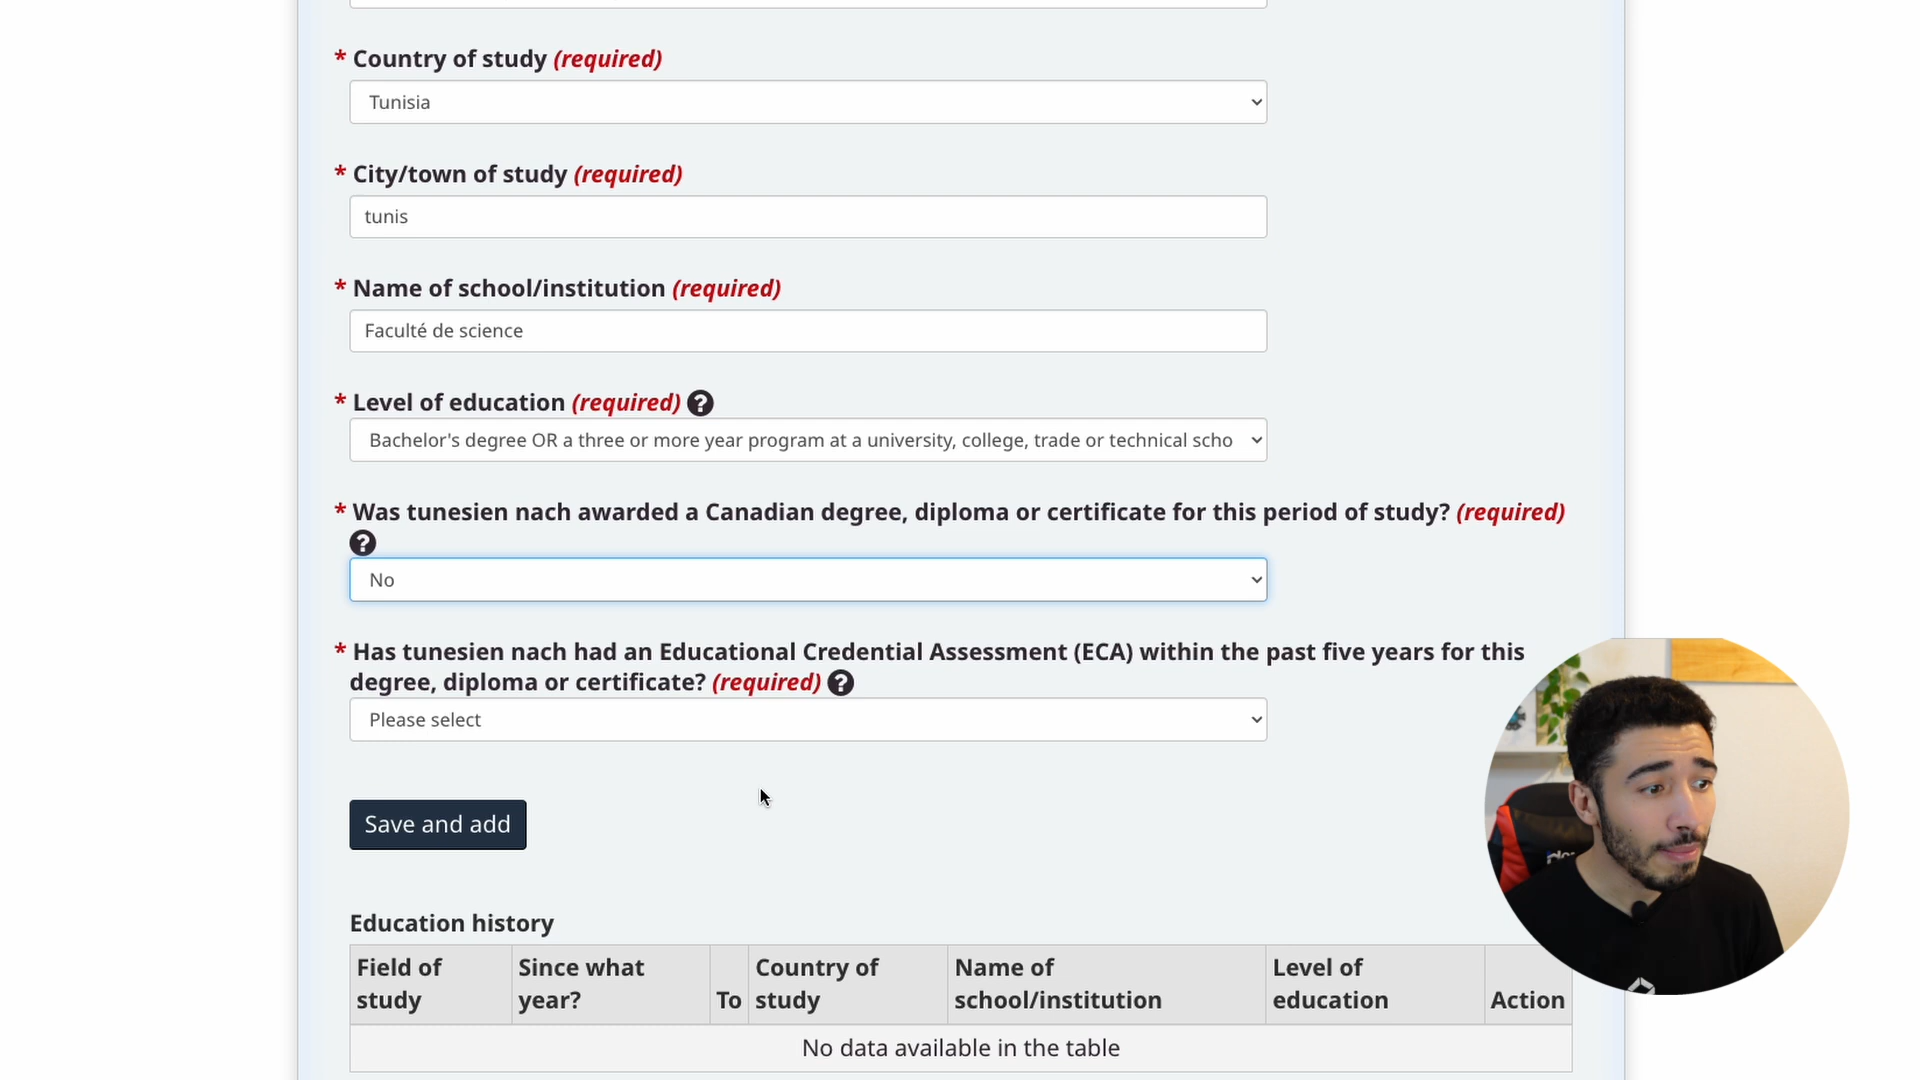 * Country of study (required)
Tunisia
* City/town of study (required)
tunis
* Name of school/institution (required)
Faculté de science
* Level of education (required) ?
Bachelor's degree OR a three or more year program at a university, college, trade or technical scho
* Was tunesien nach awarded a Canadian degree, diploma or certificate for this period of study? (required)
?
No
* Has tunesien nach had an Educational Credential Assessment (ECA) within the past five years for this
degree, diploma or certificate? (required) ?
Please select
Save and add
Education history
Field of study
Since what year?
To
Country of study
Name of school/institution
Level of education
Action
No data available in the table